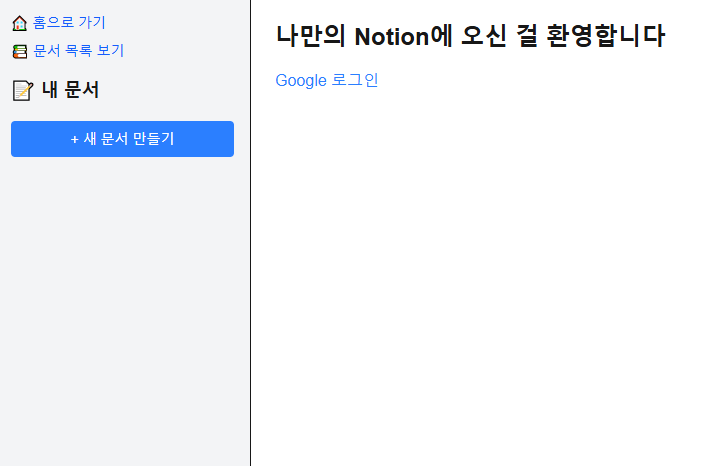 홈으로 가기
문서 목록 보기
내 문서
+ 새 문서 만들기
나만의 Notion에 오신 걸 환영합니다
Google 로그인